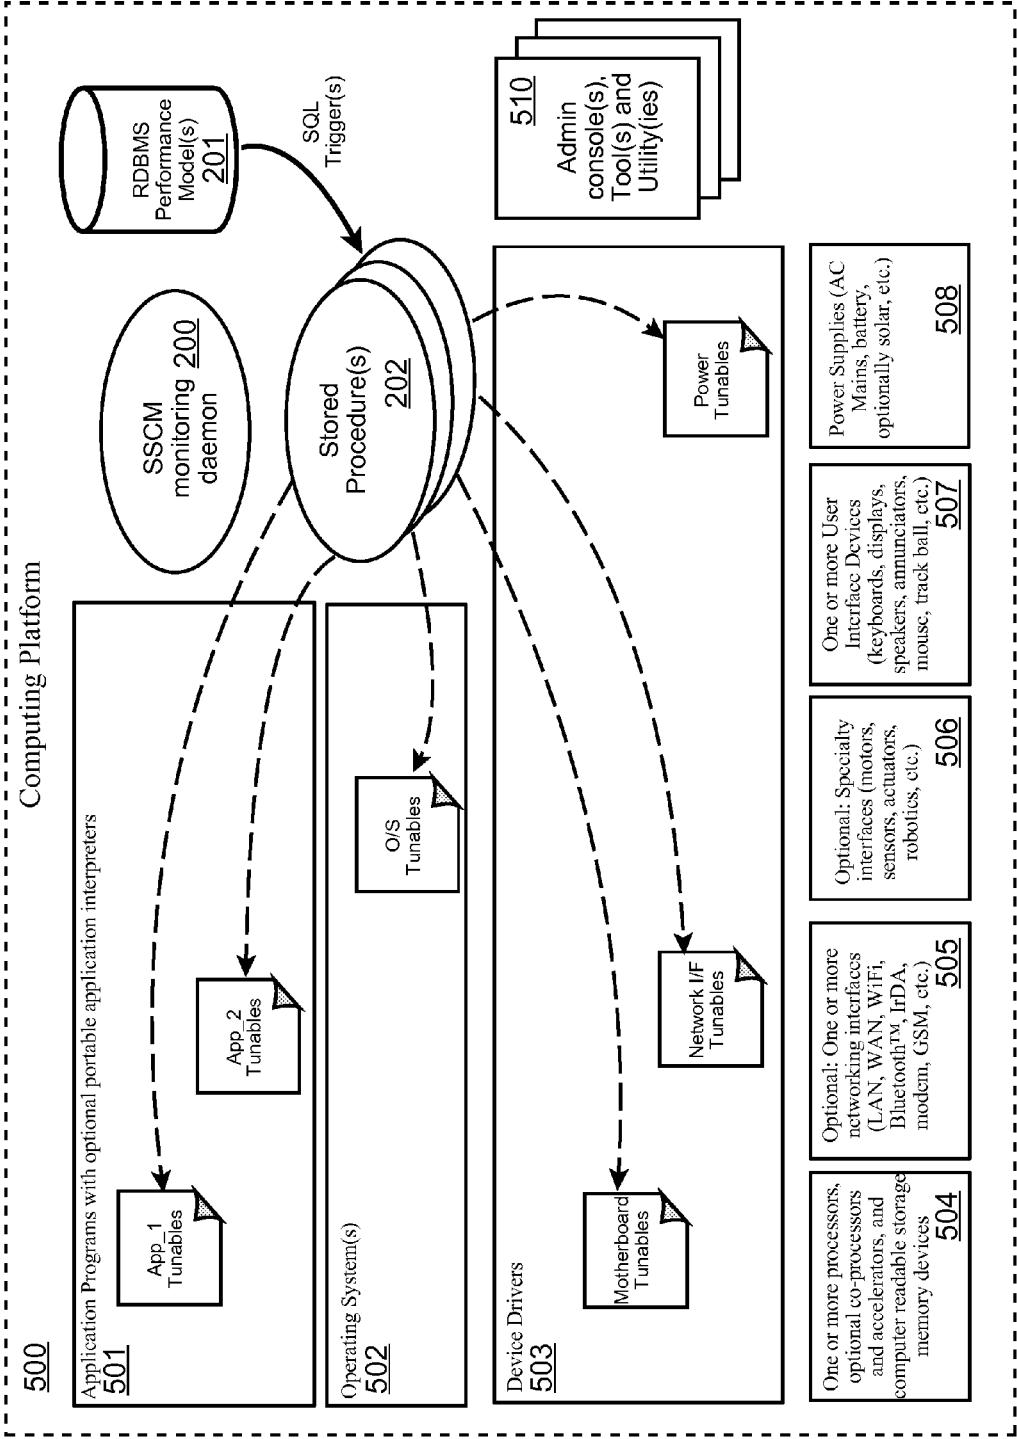 500
Computing Platform
Application Programs with optional portable application interpreters
501
App_1
Tunables
App_2
Tunables
SSCM
monitoring 200
daemon
RDBMS
Performance
Model(s)
201
SQL
Trigger(s)
Stored
Procedure(s)
202
Operating System(s)
502
O/S
Tunables
510
Admin
console(s),
Tool(s) and
Utility(ies)
Device Drivers
503
Motherboard
Tunables
Network I/F
Tunables
Power
Tunables
One or more processors,
optional co-processors
and accelerators, and
computer readable storage
memory devices
504
Optional: One or more
networking interfaces
(LAN, WAN, WiFi,
Bluetooth™, IrDA,
modem, GSM, etc.)
505
Optional: Specialty
interfaces (motors,
sensors, actuators,
robotics, etc.)
506
One or more User
Interface Devices
(keyboards, displays,
speakers, annunciators,
mouse, track ball, etc.)
507
Power Supplies (AC
Mains, battery,
optionally solar, etc.)
508